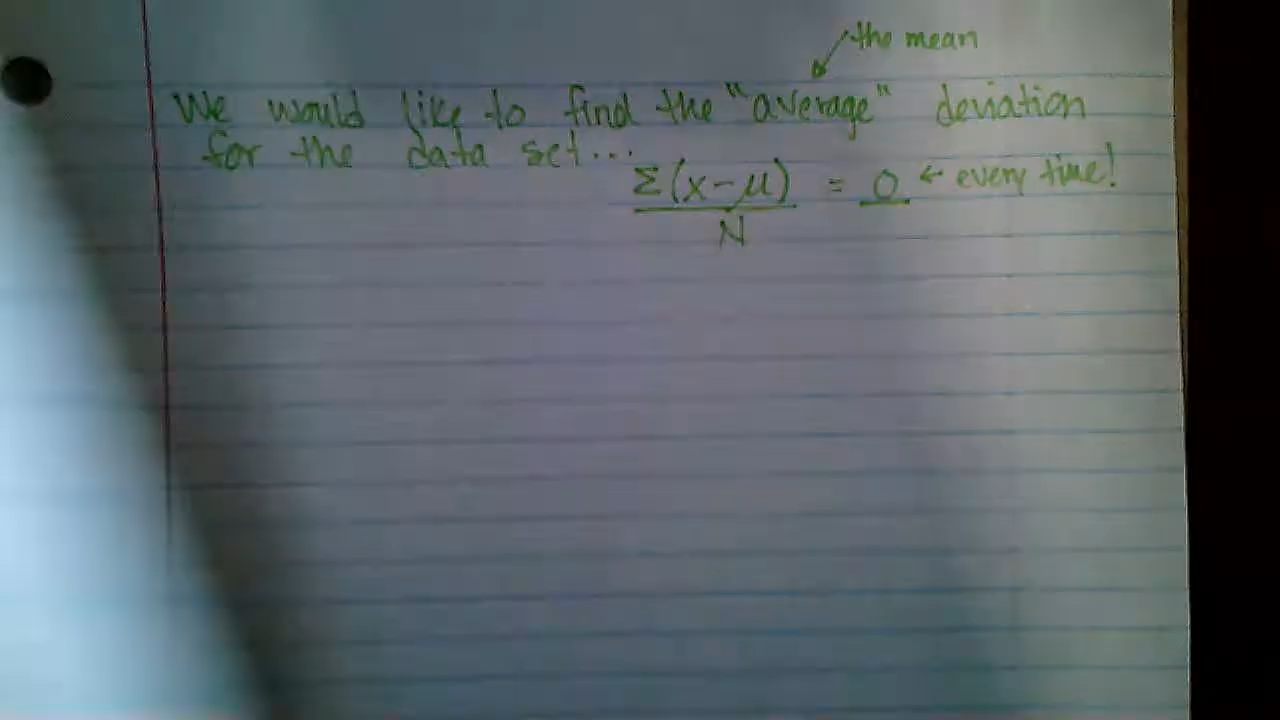 the mean
We would like to find the "average" deviation
for the data set...
Σ(x-μ) = 0 ← every time!
N